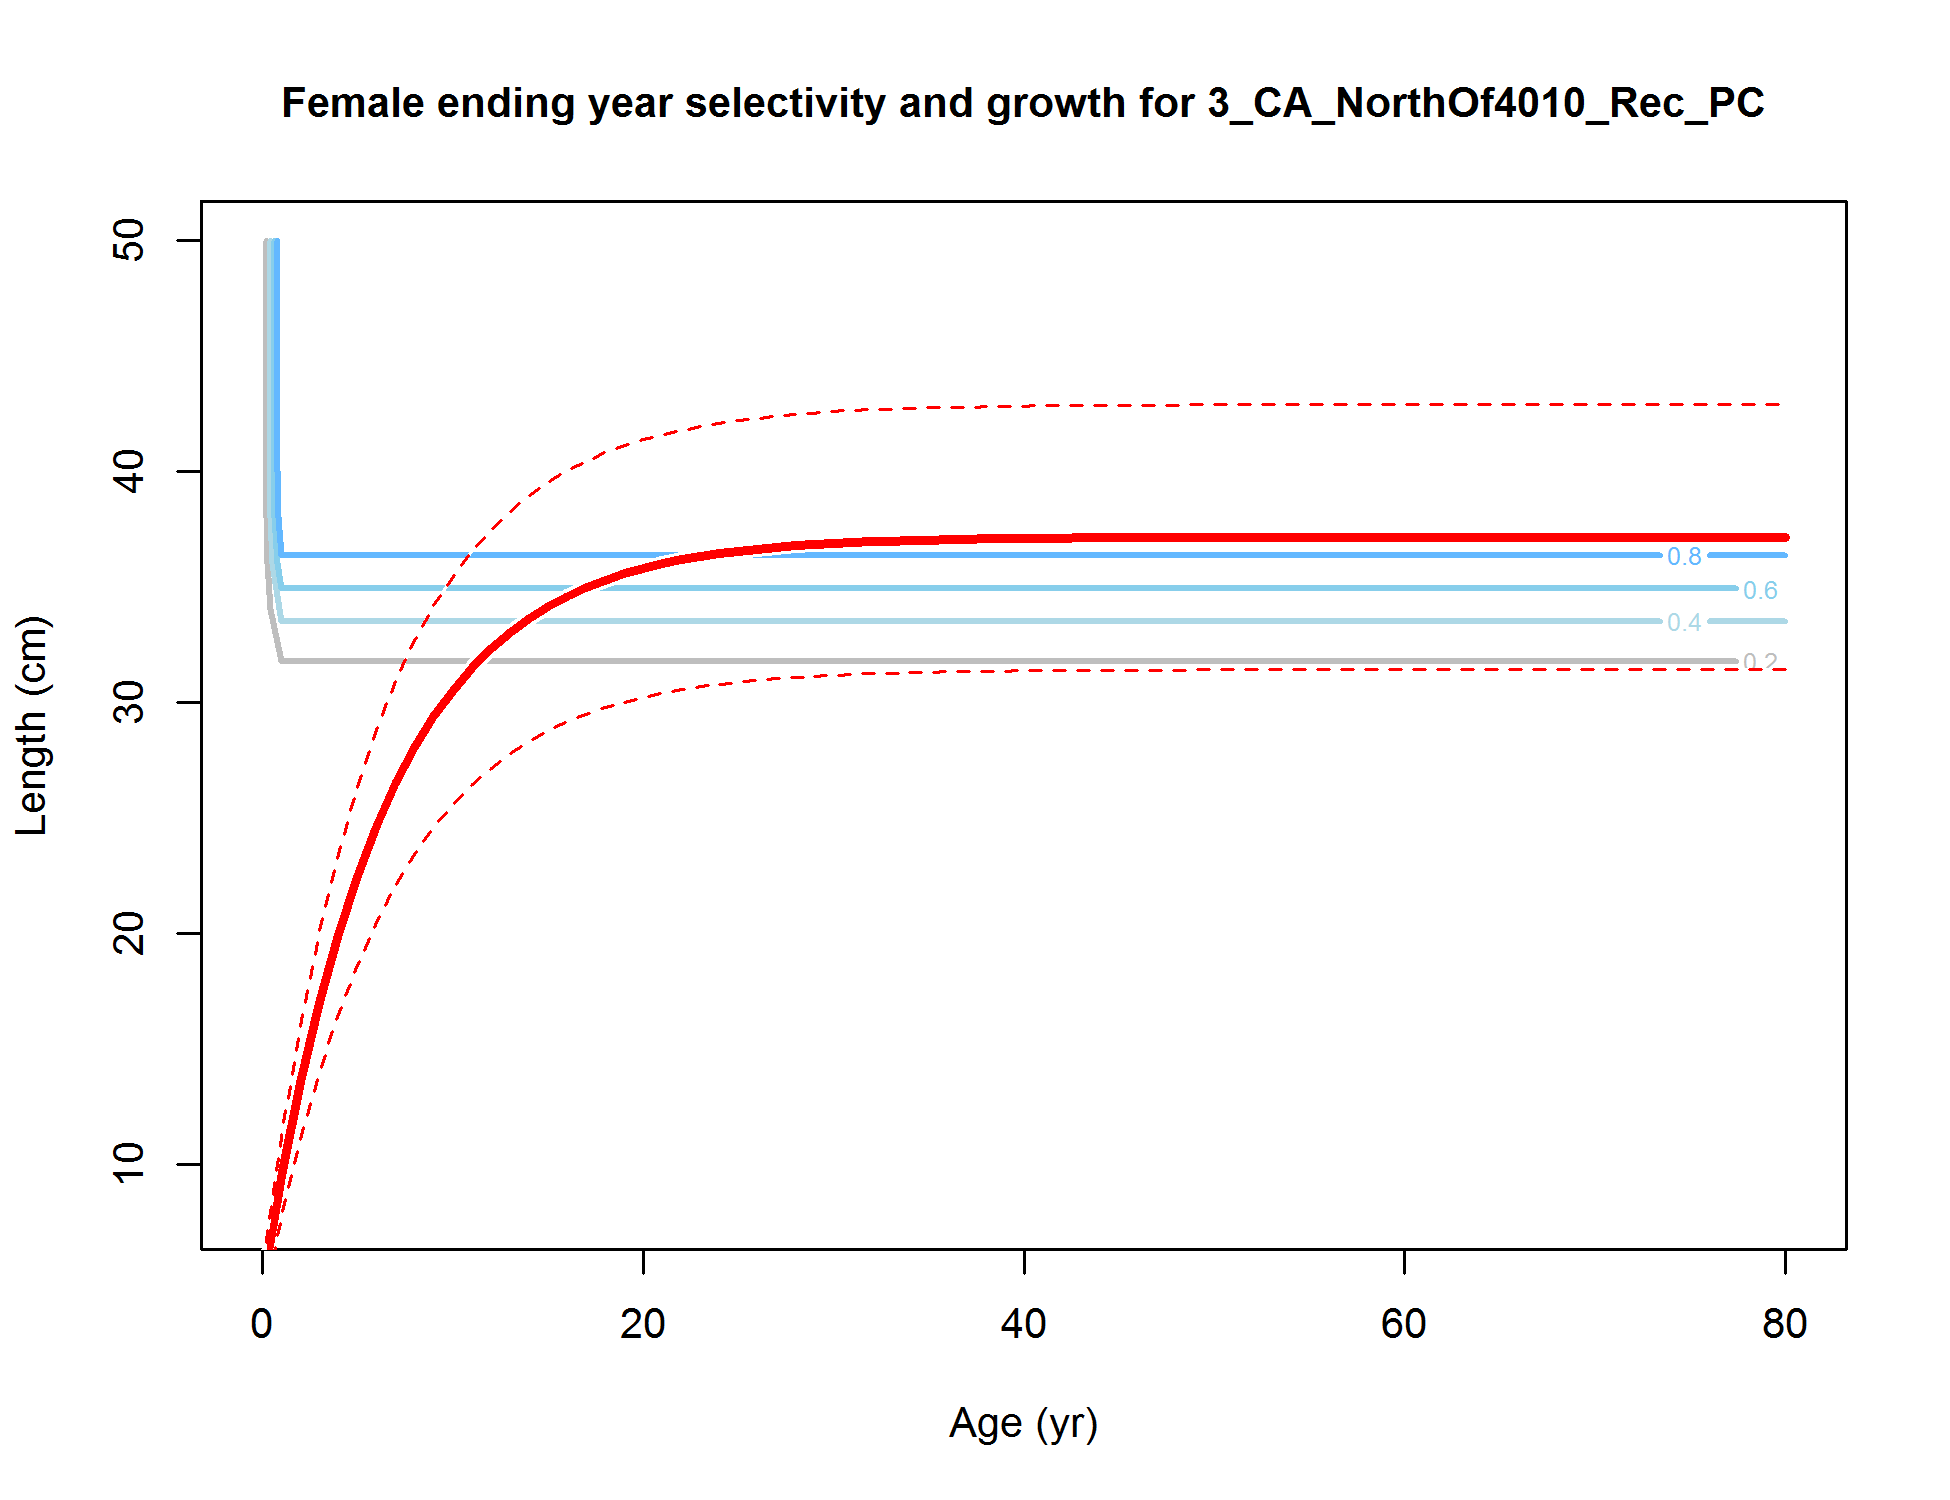 Female ending year selectivity and growth for 3_CA_NorthOf4010_Rec_PC
50
40
30
20
10
Length (cm)
0.8
0.6
0.4
0.2
0 20 40 60 80
Age (yr)